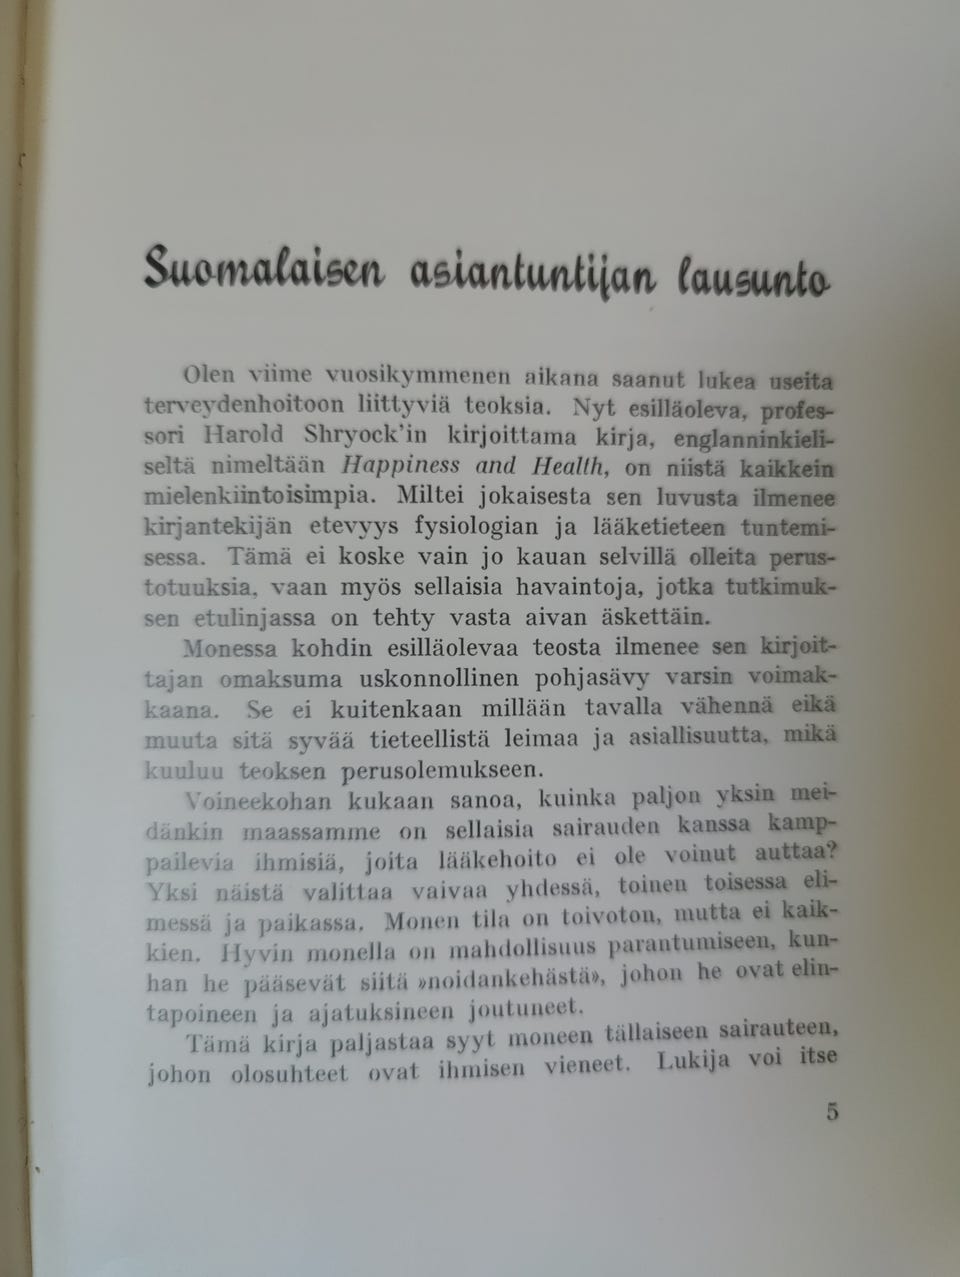 Suomalaisen asiantuntijan lausunto
Olen viime vuosikymmenen aikana saanut lukea useita
terveydenhoitoon liittyviä teoksia. Nyt esilläoleva, profes-
sori Harold Shryock'in kirjoittama kirja, englanninkieli-
seltä nimeltään Happiness and Health, on niistä kaikkein
mielenkiintoisimpia. Miltei jokaisesta sen luvusta ilmenee
kirjantekijän etevyys fysiologian ja lääketieteen tuntemi-
sessa. Tämä ei koske vain jo kauan selvillä olleita perus-
totuuksia, vaan myös sellaisia havaintoja, jotka tutkimuk-
sen etulinjassa on tehty vasta aivan äskettäin.
Monessa kohdin esilläolevaa teosta ilmenee sen kirjoit-
tajan omaksuma uskonnollinen pohjasävy varsin voimak-
kaana. Se ei kuitenkaan millään tavalla vähennä eikä
muuta sitä syvää tieteellistä leimaa ja asiallisuutta, mikä
kuuluu teoksen perusolemukseen.
Voineekohan kukaan sanoa, kuinka paljon yksin mei-
dänkin maassamme on sellaisia sairauden kanssa kamp-
pailevia ihmisiä, joita lääkehoito ei ole voinut auttaa?
Yksi näistä valittaa vaivaa yhdessä, toinen toisessa eli-
messä ja paikassa. Monen tila on toivoton, mutta ei kaik-
kien. Hyvin monella on mahdollisuus parantumiseen, kun-
han he pääsevät siitä »noidankehästä», johon he ovat elin-
tapoineen ja ajatuksineen joutuneet.
Tämä kirja paljastaa syyt moneen tällaiseen sairauteen,
johon olosuhteet ovat ihmisen vieneet. Lukija voi itse
5